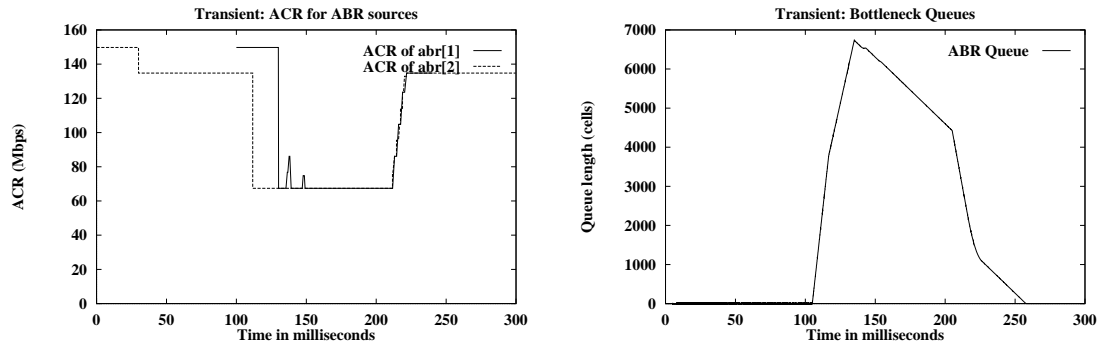 Transient: ACR for ABR sources
160
140
120
100
80
60
40
20
0
ACR (Mbps)
ACR of abr[1]
ACR of abr[2]
0 50 100 150 200 250 300
Time in milliseconds
Transient: Bottleneck Queues
7000
6000
5000
4000
3000
2000
1000
0
Queue length (cells)
ABR Queue
0 50 100 150 200 250 300
Time in milliseconds